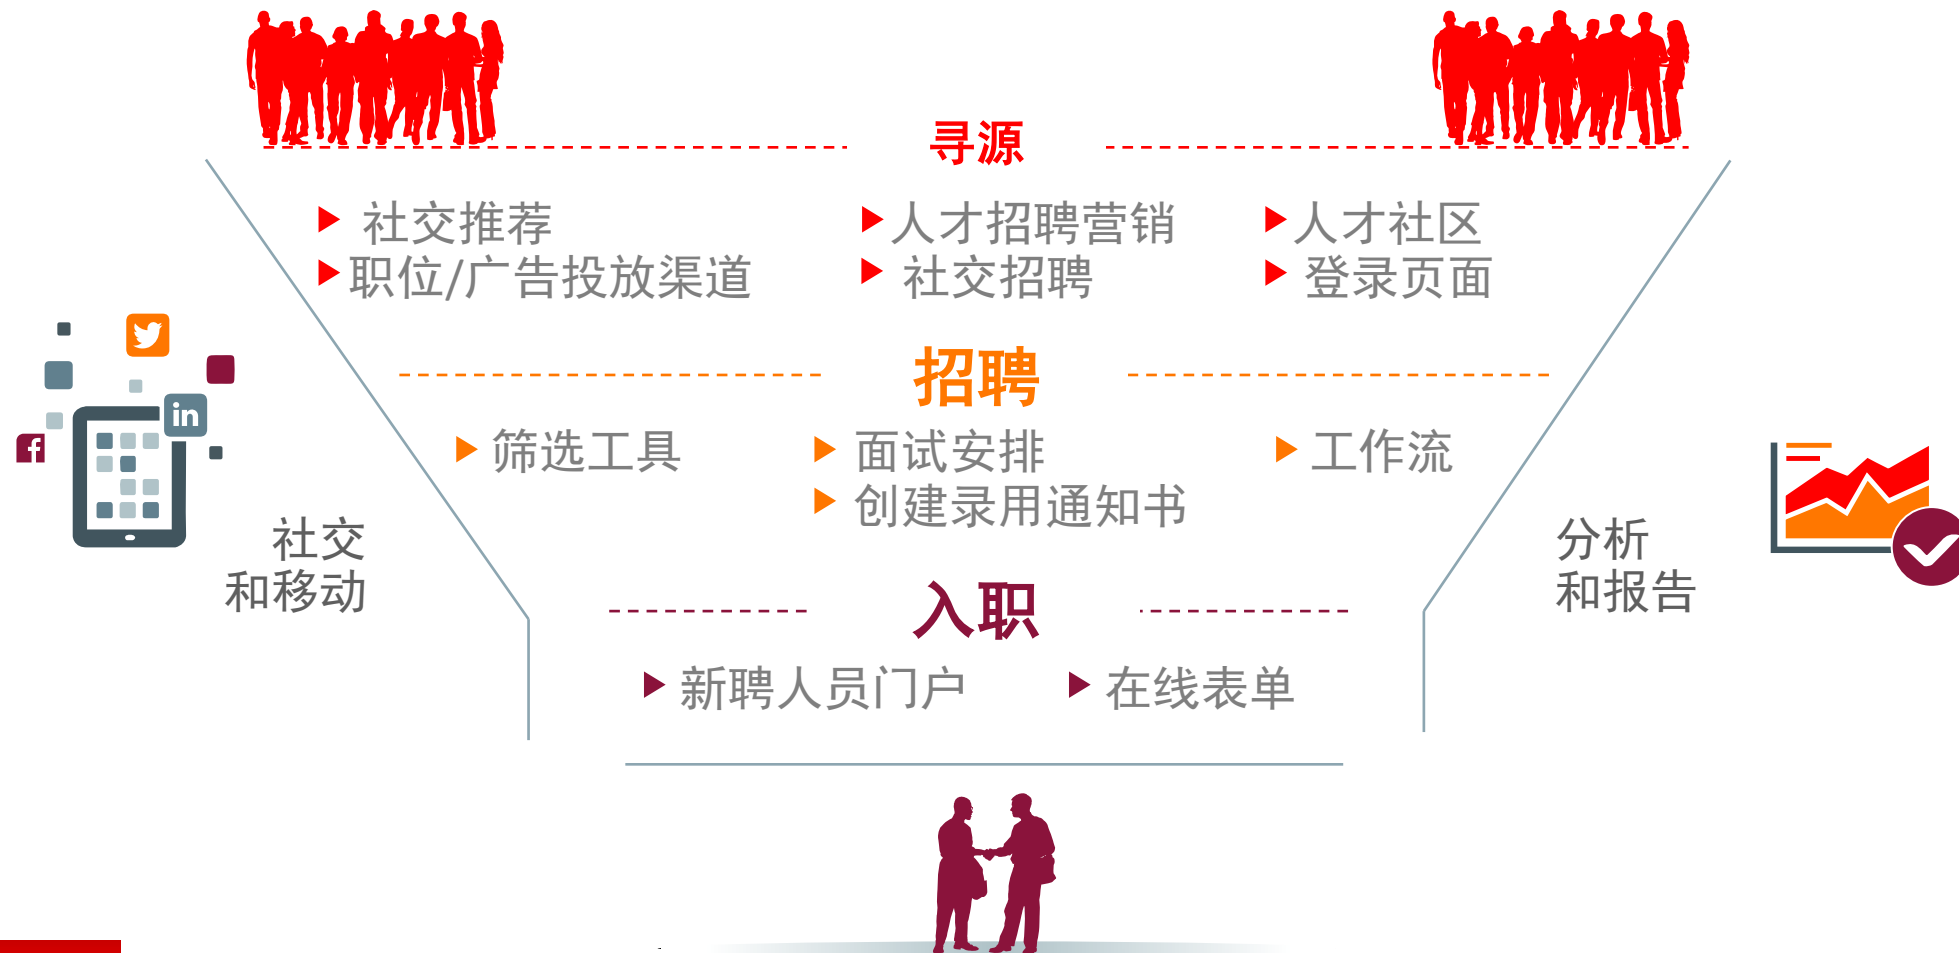 寻源
社交推荐
人才招聘营销
人才社区
职位/广告投放渠道
社交招聘
登录页面
招聘
in
f
筛选工具
面试安排
工作流
创建录用通知书
社交
和移动
分析
和报告
入职
新聘人员门户
在线表单